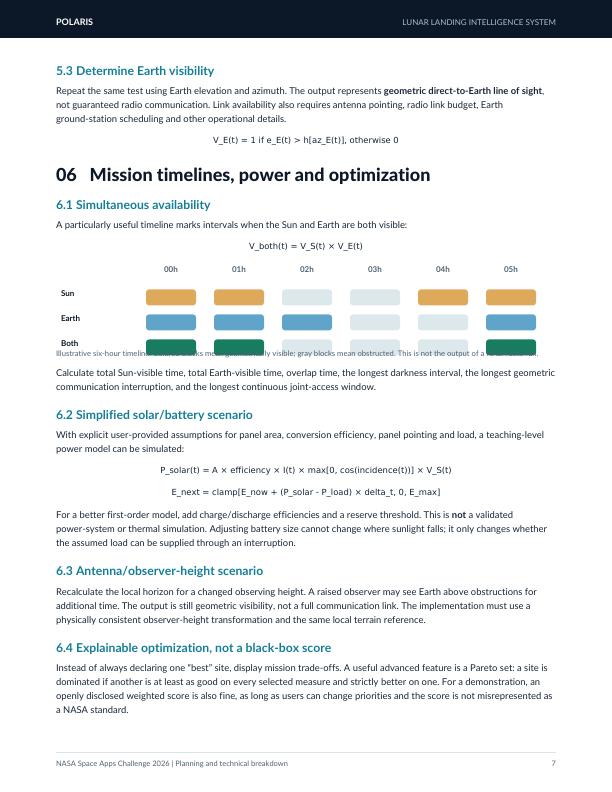 POLARIS
LUNAR LANDING INTELLIGENCE SYSTEM
5.3 Determine Earth visibility
Repeat the same test using Earth elevation and azimuth. The output represents geometric direct-to-Earth line of sight,
not guaranteed radio communication. Link availability also requires antenna pointing, radio link budget, Earth
ground-station scheduling and other operational details.
V_E(t) = 1 if e_E(t) > h[az_E(t)], otherwise 0
06 Mission timelines, power and optimization
6.1 Simultaneous availability
A particularly useful timeline marks intervals when the Sun and Earth are both visible:
V_both(t) = V_S(t) × V_E(t)
00h 01h 02h 03h 04h 05h
Sun
Earth
Both
Illustrative six-hour timeline. visible; gray blocks mean obstructed. This is not the output of a
Calculate total Sun-visible time, total Earth-visible time, overlap time, the longest darkness interval, the longest geometric
communication interruption, and the longest continuous joint-access window.
6.2 Simplified solar/battery scenario
With explicit user-provided assumptions for panel area, conversion efficiency, panel pointing and load, a teaching-level
power model can be simulated:
P_solar(t) = A × efficiency × I(t) × max[0, cos(incidence(t))] × V_S(t)
E_next = clamp[E_now + (P_solar - P_load) × delta_t, 0, E_max]
For a better first-order model, add charge/discharge efficiencies and a reserve threshold. This is not a validated
power-system or thermal simulation. Adjusting battery size cannot change where sunlight falls; it only changes whether
the assumed load can be supplied through an interruption.
6.3 Antenna/observer-height scenario
Recalculate the local horizon for a changed observing height. A raised observer may see Earth above obstructions for
additional time. The output is still geometric visibility, not a full communication link. The implementation must use a
physically consistent observer-height transformation and the same local terrain reference.
6.4 Explainable optimization, not a black-box score
Instead of always declaring one “best” site, display mission trade-offs. A useful advanced feature is a Pareto set: a site is
dominated if another is at least as good on every selected measure and strictly better on one. For a demonstration, an
openly disclosed weighted score is also fine, as long as users can change priorities and the score is not misrepresented as
a NASA standard.
NASA Space Apps Challenge 2026 | Planning and technical breakdown
7